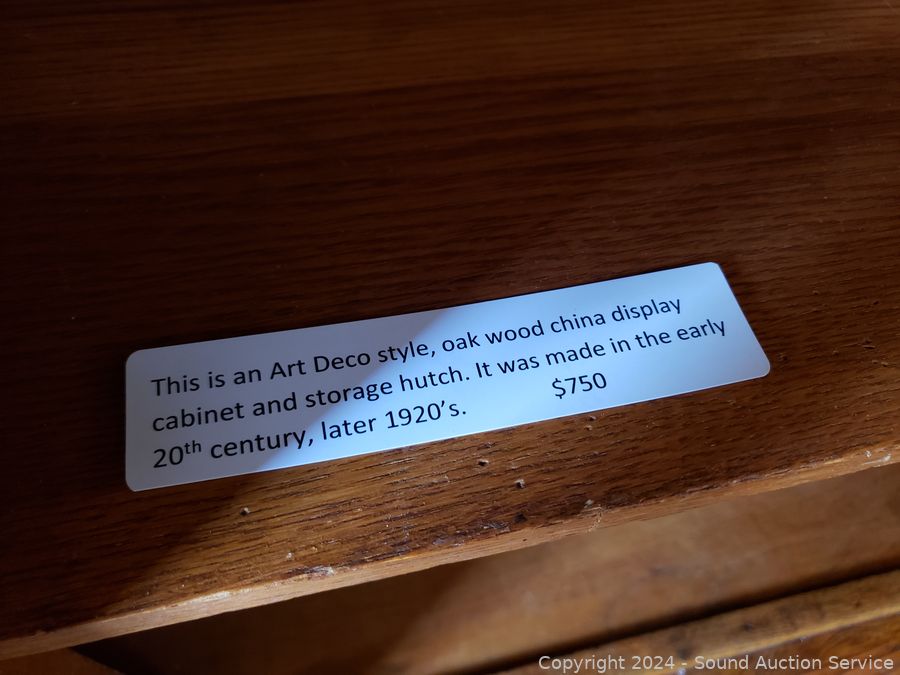 This is an Art Deco style, oak wood china display
cabinet and storage hutch. It was made in the early
20th century, later 1920's. $750
Copyright 2024 - Sound Auction Service